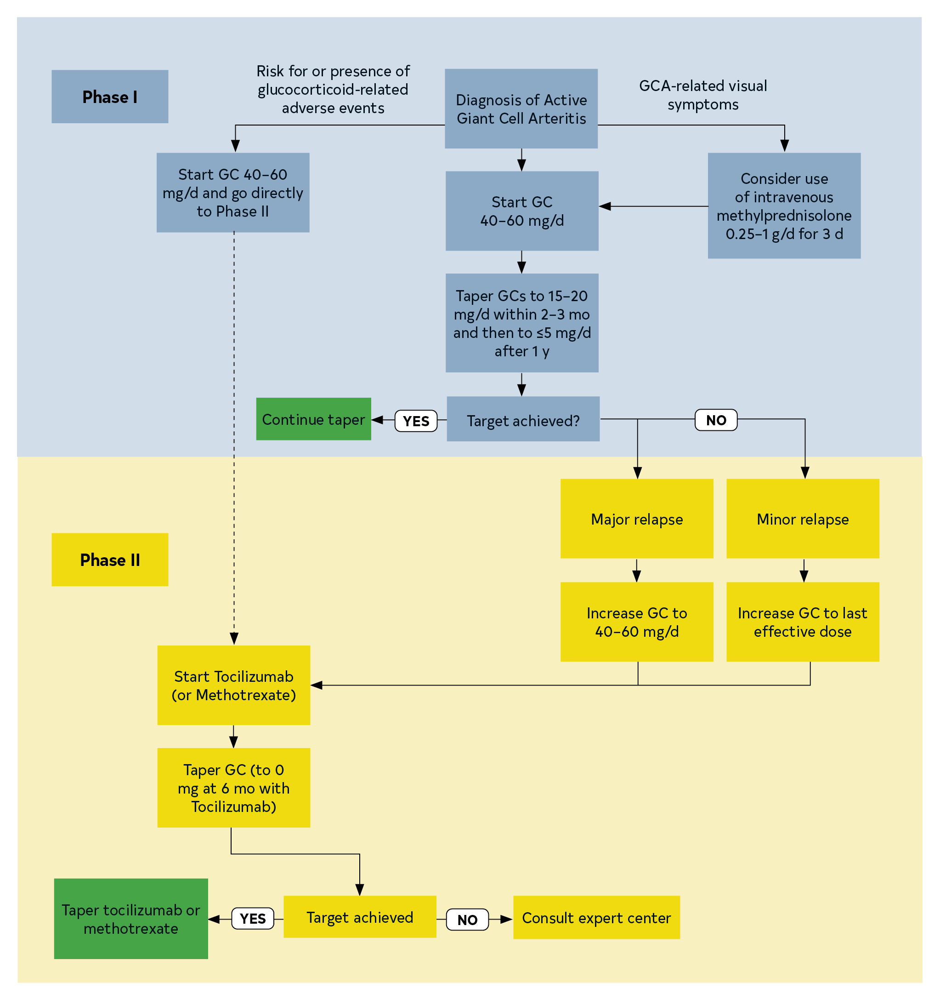 Phase I
Risk for or presence of
glucocorticoid-related
adverse events
Diagnosis of Active
Giant Cell Arteritis
GCA-related visual
symptoms
Start GC 40–60
mg/d and go directly
to Phase II
Start GC
40–60 mg/d
Consider use
of intravenous
methylprednisolone
0.25–1 g/d for 3 d
Taper GCs to 15–20
mg/d within 2–3 mo
and then to ≤5 mg/d
after 1 y
Continue taper
YES
Target achieved?
NO
Major relapse
Minor relapse
Phase II
Increase GC to
40–60 mg/d
Increase GC to last
effective dose
Start Tocilizumab
(or Methotrexate)
Taper GC (to 0
mg at 6 mo with
Tocilizumab)
Taper tocilizumab or
methotrexate
YES
Target achieved
NO
Consult expert center